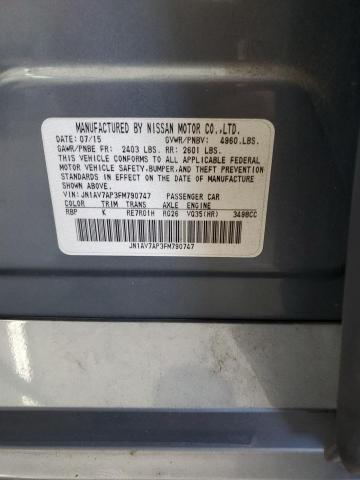 MANUFACTURED BY NISSAN MOTOR CO.,LTD.
DATE: 07/15 GVWR/PNBV: 4960.LBS.
GAWR/PNBE FR: 2403 LBS. RR: 2601 LBS.
THIS VEHICLE CONFORMS TO ALL APPLICABLE FEDERAL
MOTOR VEHICLE SAFETY,BUMPER,AND THEFT PREVENTION
STANDARDS IN EFFECT ON THE DATE OF MANUFACTURE
SHOWN ABOVE.
VIN: JN1AV7AP3FM790747 PASSENGER CAR
COLOR TRIM TRANS AXLE ENGINE
RBP K RE7R01H RG26 VQ35(HR) 3498CC
JN1AV7AP3FM790747